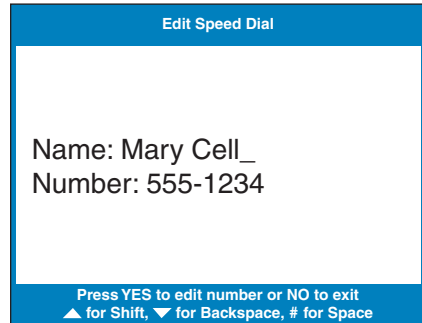 Edit Speed Dial
Name: Mary Cell_
Number: 555-1234
Press YES to edit number or NO to exit
▲ for Shift, ▼ for Backspace, # for Space